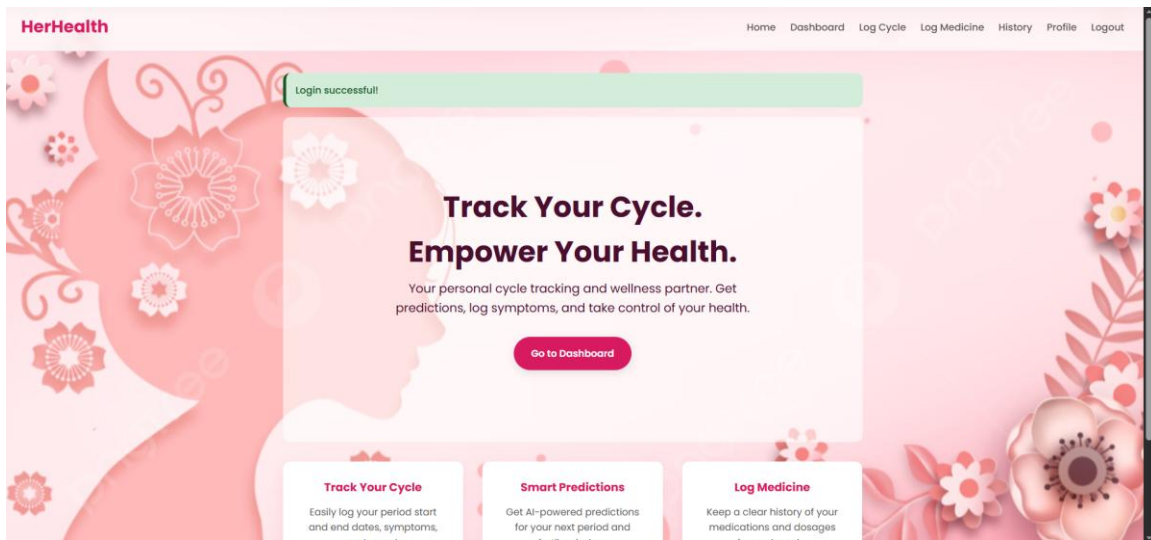 HerHealth
Home Dashboard Log Cycle Log Medicine History Profile Logout
Login successful!
Track Your Cycle.
Empower Your Health.
Your personal cycle tracking and wellness partner. Get
predictions, log symptoms, and take control of your health.
Go to Dashboard
Track Your Cycle
Easily log your period start
and end dates, symptoms,
Smart Predictions
Get AI-powered predictions
for your next period and
Log Medicine
Keep a clear history of your
medications and dosages
pngtree